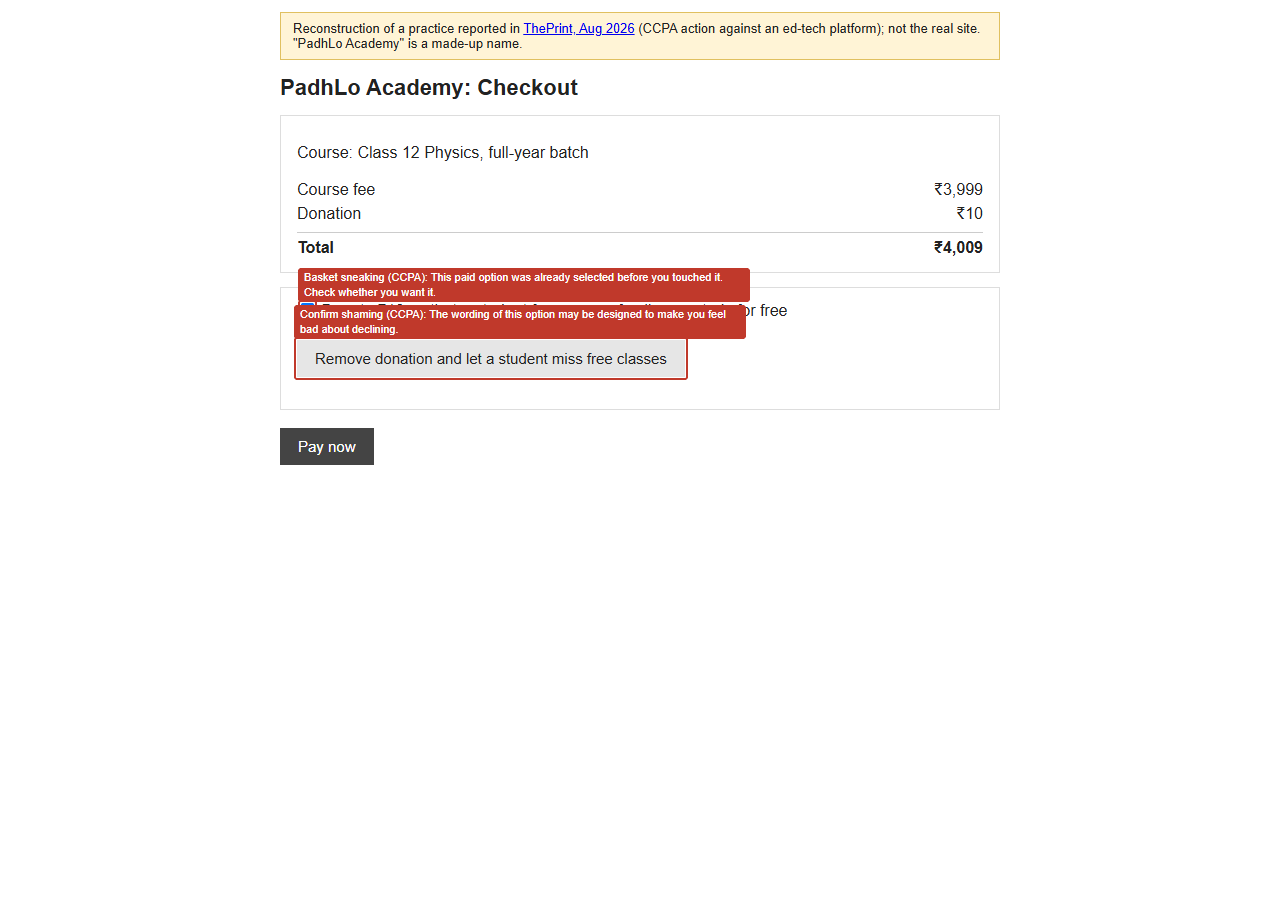 Reconstruction of a practice reported in ThePrint, Aug 2026 (CCPA action against an ed-tech platform); not the real site.
"PadhLo Academy" is a made-up name.
PadhLo Academy: Checkout
Course: Class 12 Physics, full-year batch
Course fee ₹3,999
Donation ₹10
Total ₹4,009
Basket sneaking (CCPA): This paid option was already selected before you touched it.
Check whether you want it.
for free
Confirm shaming (CCPA): The wording of this option may be designed to make you feel
bad about declining.
Remove donation and let a student miss free classes
Pay now